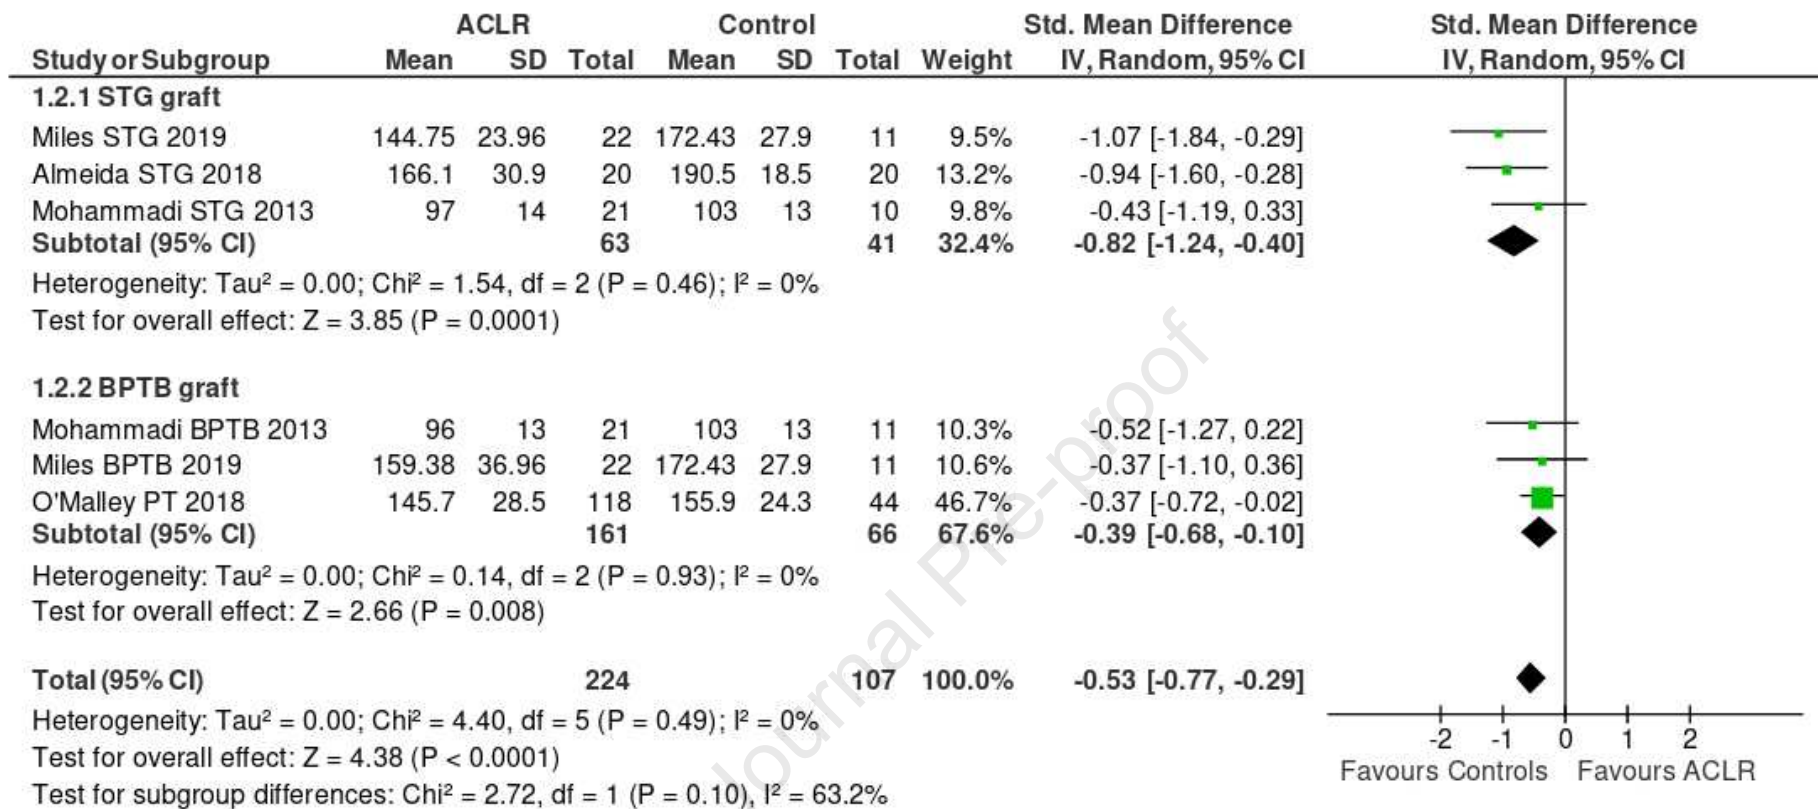 ACLR Control Std. Mean Difference Std. Mean Difference
Study or Subgroup Mean SD Total Mean SD Total Weight IV, Random, 95% CI IV, Random, 95% CI
1.2.1 STG graft
Miles STG 2019 144.75 23.96 22 172.43 27.9 11 9.5% -1.07 [-1.84, -0.29]
Almeida STG 2018 166.1 30.9 20 190.5 18.5 20 13.2% -0.94 [-1.60, -0.28]
Mohammadi STG 2013 97 14 21 103 13 10 9.8% -0.43 [-1.19, 0.33]
Subtotal (95% CI) 63 41 32.4% -0.82 [-1.24, -0.40]
Heterogeneity: Tau² = 0.00; Chi² = 1.54, df = 2 (P = 0.46); I² = 0%
Test for overall effect: Z = 3.85 (P = 0.0001)
1.2.2 BPTB graft
Mohammadi BPTB 2013 96 13 21 103 13 11 10.3% -0.52 [-1.27, 0.22]
Miles BPTB 2019 159.38 36.96 22 172.43 27.9 11 10.6% -0.37 [-1.10, 0.36]
O'Malley PT 2018 145.7 28.5 118 155.9 24.3 44 46.7% -0.37 [-0.72, -0.02]
Subtotal (95% CI) 161 66 67.6% -0.39 [-0.68, -0.10]
Heterogeneity: Tau² = 0.00; Chi² = 0.14, df = 2 (P = 0.93); I² = 0%
Test for overall effect: Z = 2.66 (P = 0.008)
Total (95% CI) 224 107 100.0% -0.53 [-0.77, -0.29]
Heterogeneity: Tau² = 0.00; Chi² = 4.40, df = 5 (P = 0.49); I² = 0%
Test for overall effect: Z = 4.38 (P < 0.0001)
Test for subgroup differences: Chi² = 2.72, df = 1 (P = 0.10), I² = 63.2%
-2 -1 0 1 2
Favours Controls Favours ACLR
Journal Pre-proof